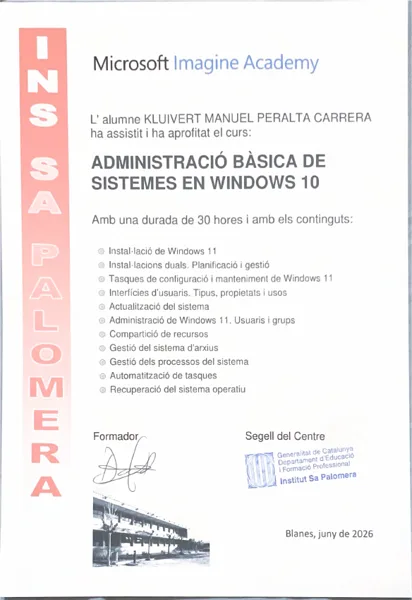 INS SA PALOMERA
Microsoft Imagine Academy
L' alumne KLUIVERT MANUEL PERALTA CARRERA
ha assistit i ha aprofitat el curs:
ADMINISTRACIÓ BÀSICA DE
SISTEMES EN WINDOWS 10
Amb una durada de 30 hores i amb els continguts:
Instal·lació de Windows 11
Instal·lacions duals. Planificació i gestió
Tasques de configuració i manteniment de Windows 11
Interfícies d'usuaris. Tipus, propietats i usos
Actualització del sistema
Administració de Windows 11. Usuaris i grups
Compartició de recursos
Gestió del sistema d'arxius
Gestió dels processos del sistema
Automatització de tasques
Recuperació del sistema operatiu
Formador
Segell del Centre
Generalitat de Catalunya
Departament d'Educació
i Formació Professional
Institut Sa Palomera
Blanes, juny de 2026